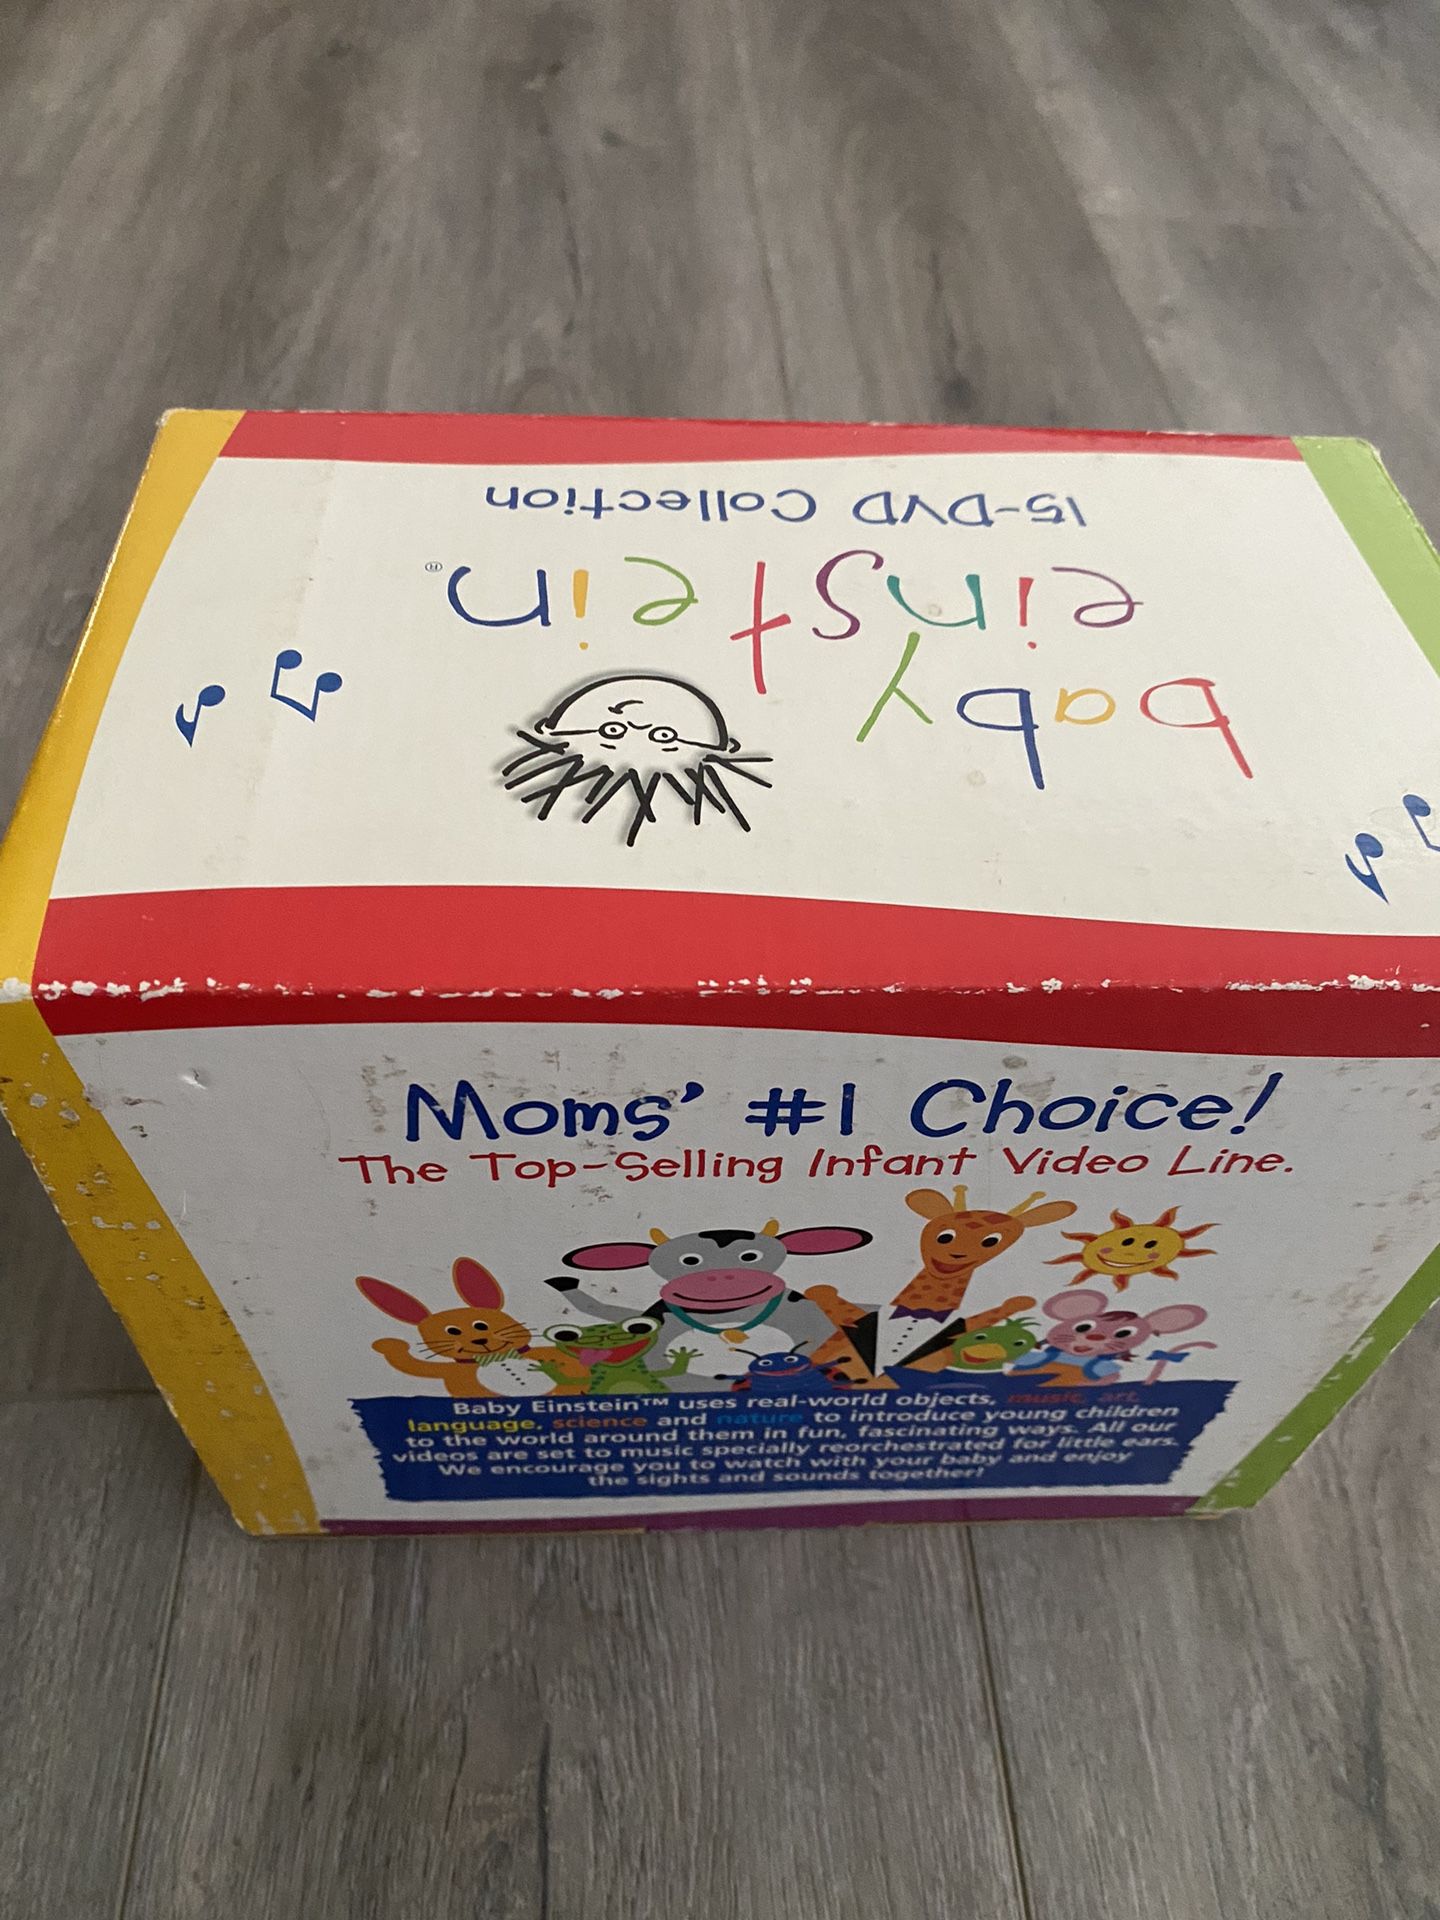 baby
einstein®
15-DVD Collection
Moms' #1 Choice!
The Top-Selling Infant Video Line.
Baby Einstein™ uses real-world objects, music, art,
language, science and nature to introduce young children
to the world around them in fun, fascinating ways. All our
videos are set to music specially reorchestrated for little ears.
We encourage you to watch with your baby and enjoy
the sights and sounds together!